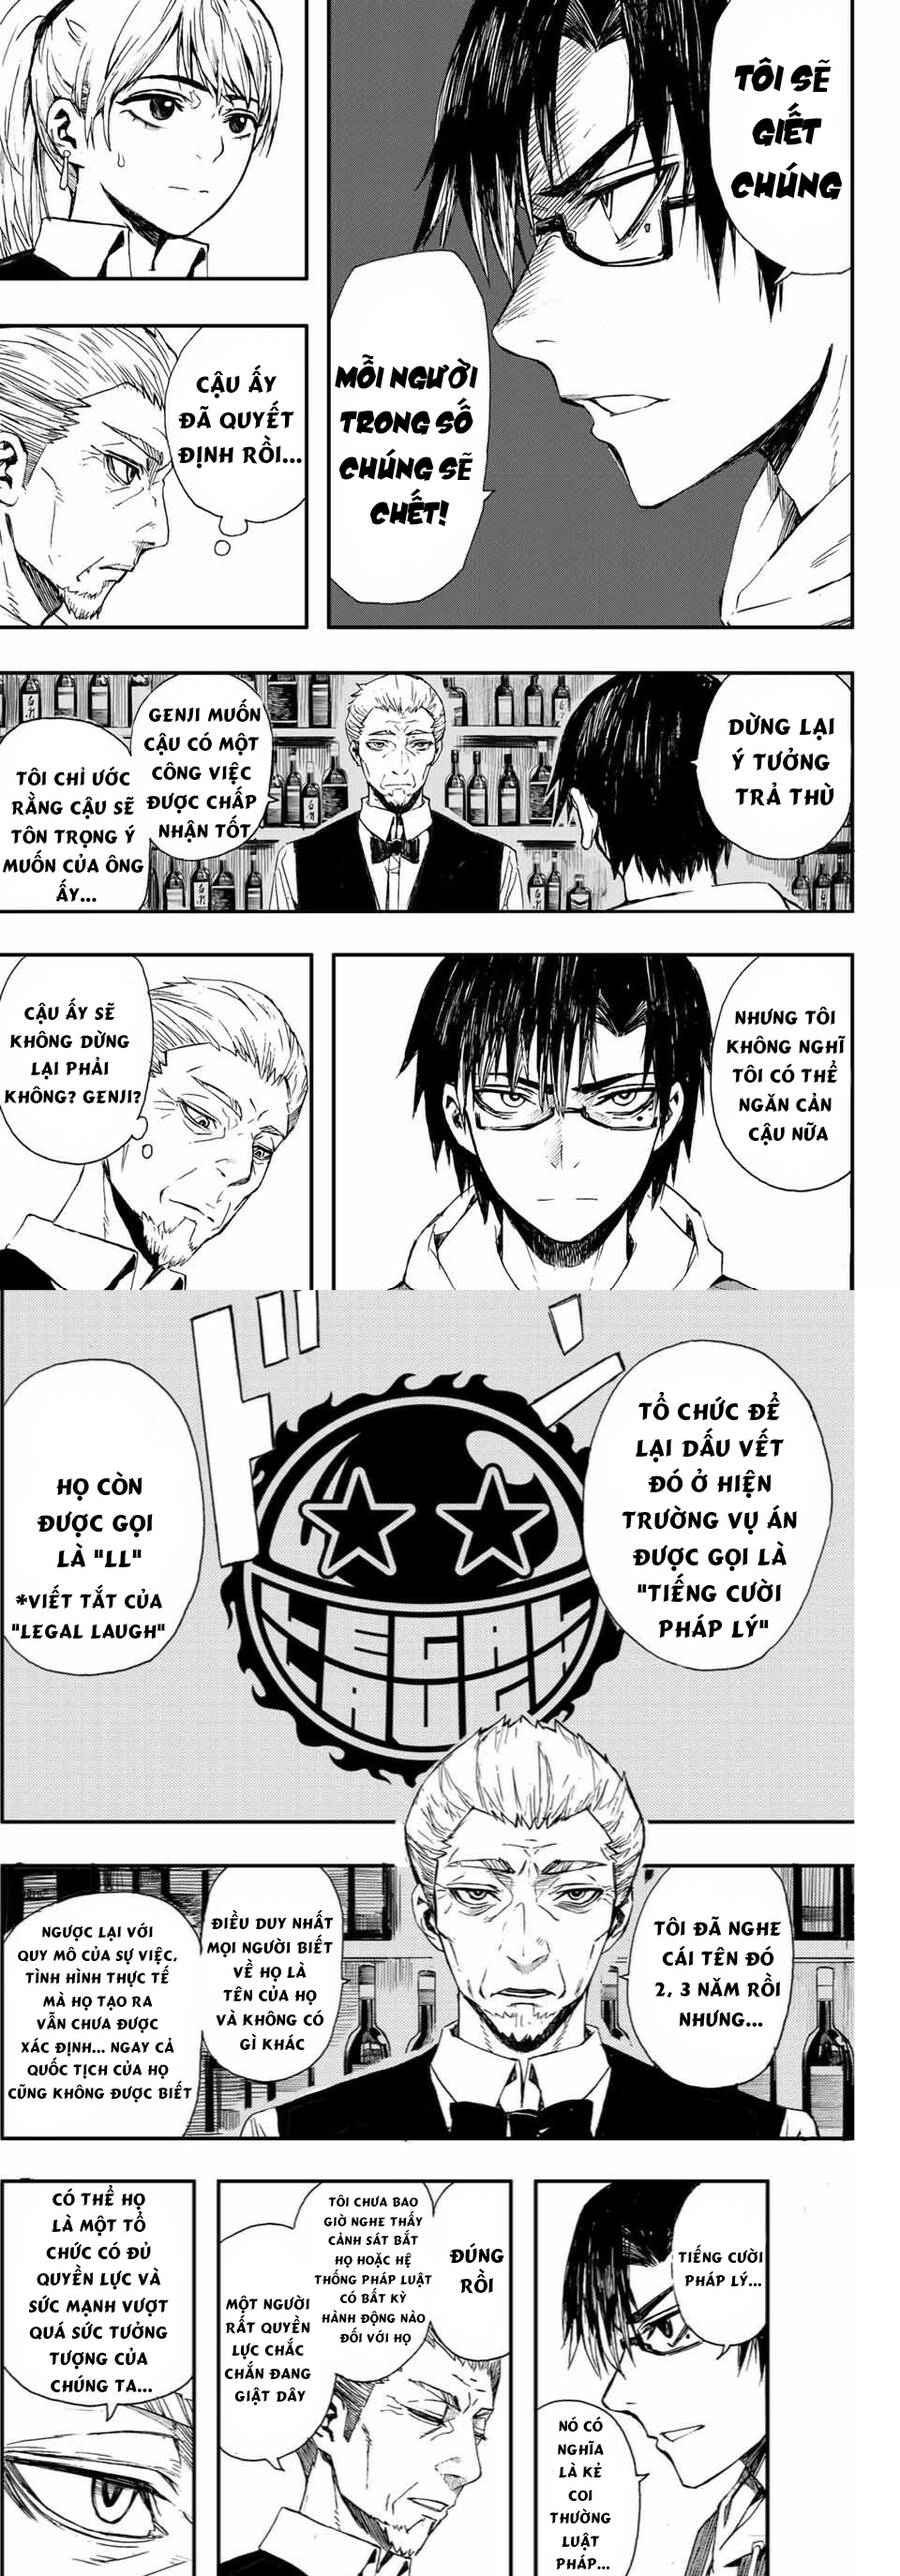 TÔI SẼ
GIẾT
CHÚNG
MỖI NGƯỜI
TRONG SỐ
CHÚNG SẼ
CHẾT!
CẬU ẤY
ĐÃ QUYẾT
ĐỊNH RỒI...
DỪNG LẠI
Ý TƯỞNG
TRẢ THÙ
GENJI MUỐN
CẬU CÓ MỘT
CÔNG VIỆC
ĐƯỢC CHẤP
NHẬN TỐT
TÔI CHỈ ƯỚC
RẰNG CẬU SẼ
TÔN TRỌNG Ý
MUỐN CỦA ÔNG
ẤY...
NHƯNG TÔI
KHÔNG NGHĨ
TÔI CÓ THỂ
NGĂN CẢN
CẬU NỮA
CẬU ẤY SẼ
KHÔNG DỪNG
LẠI PHẢI
KHÔNG? GENJI?
ドン
TỔ CHỨC ĐỂ
LẠI DẤU VẾT
ĐÓ Ở HIỆN
TRƯỜNG VỤ ÁN
ĐƯỢC GỌI LÀ
"TIẾNG CƯỜI
PHÁP LÝ"
LEGAL
LAUGH
HỌ CÒN
ĐƯỢC GỌI
LÀ "LL"
*VIẾT TẮT CỦA
"LEGAL LAUGH"
TÔI ĐÃ NGHE
CÁI TÊN ĐÓ
2, 3 NĂM RỒI
NHƯNG...
ĐIỀU DUY NHẤT
MỌI NGƯỜI BIẾT
VỀ HỌ LÀ
TÊN CỦA HỌ
VÀ KHÔNG CÓ
GÌ KHÁC
NGƯỢC LẠI VỚI
QUY MÔ CỦA SỰ VIỆC,
TÌNH HÌNH THỰC TẾ
MÀ HỌ TẠO RA
VẪN CHƯA ĐƯỢC
XÁC ĐỊNH... NGAY CẢ
QUỐC TỊCH CỦA HỌ
CŨNG KHÔNG ĐƯỢC BIẾT
TIẾNG CƯỜI
PHÁP LÝ...
NÓ CÓ
NGHĨA
LÀ KẺ
COI
THƯỜNG
LUẬT
PHÁP...
ĐÚNG
RỒI
TÔI CHƯA BAO
GIỜ NGHE THẤY
CẢNH SÁT BẮT
HỌ HOẶC HỆ
THỐNG PHÁP LUẬT
CÓ BẤT KỲ
HÀNH ĐỘNG NÀO
ĐỐI VỚI HỌ
MỘT NGƯỜI
RẤT QUYỀN
LỰC CHẮC
CHẮN ĐANG
GIẬT DÂY
CÓ THỂ HỌ
LÀ MỘT TỔ
CHỨC CÓ ĐỦ
QUYỀN LỰC VÀ
SỨC MẠNH VƯỢT
QUÁ SỨC TƯỞNG
TƯỢNG CỦA
CHÚNG TA...